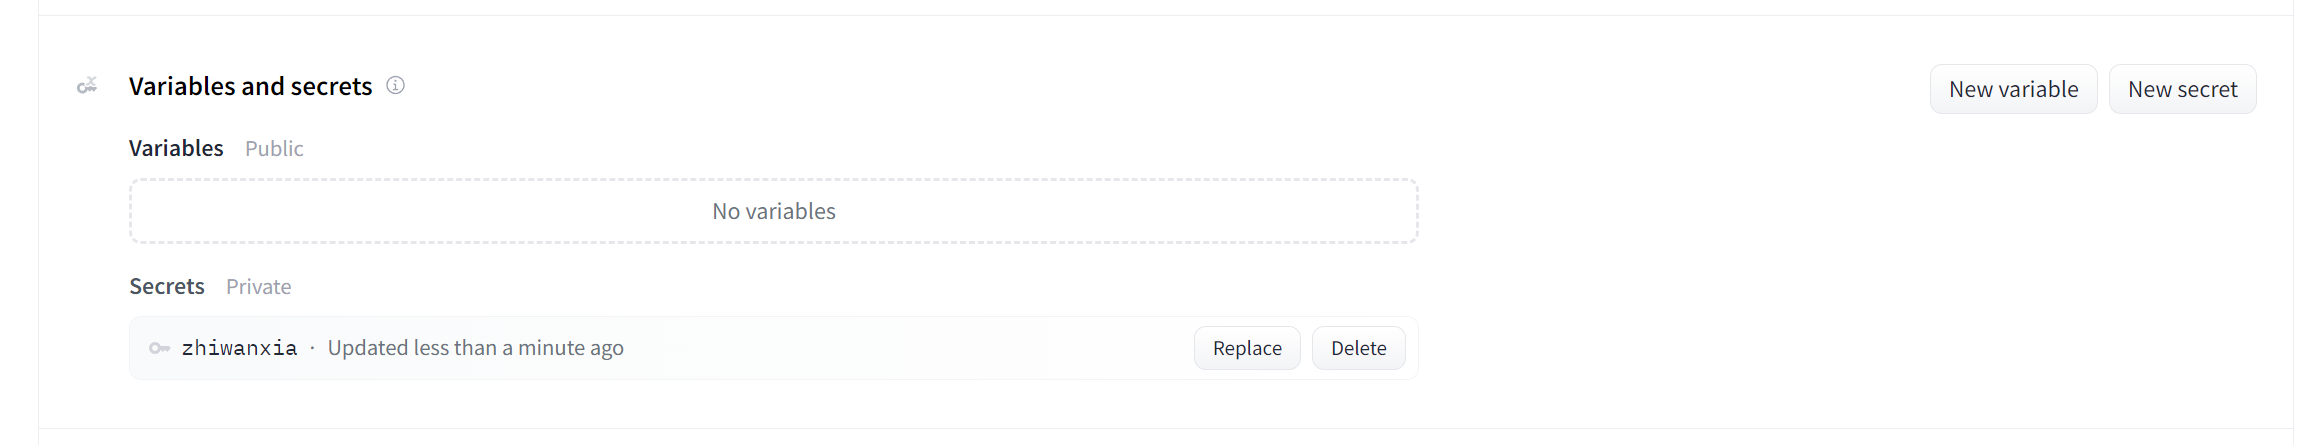 Variables and secrets
New variable
New secret
Variables Public
No variables
Secrets Private
zhiwanxia · Updated less than a minute ago
Replace
Delete